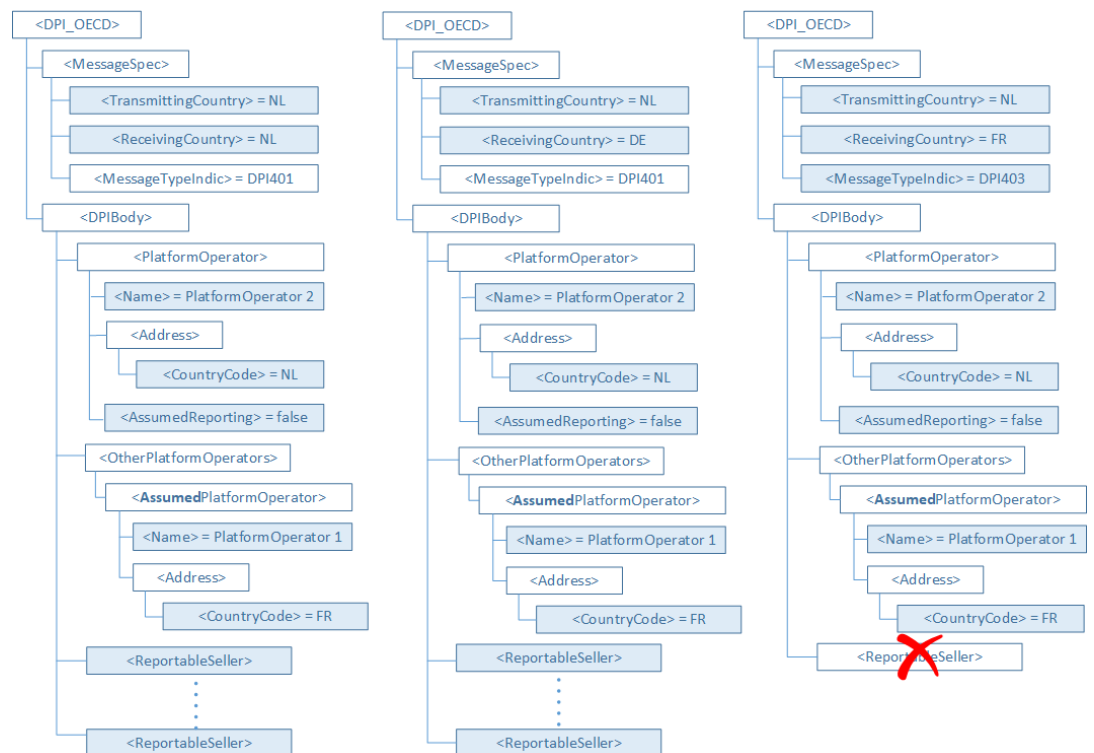 <DPI_OECD>
<MessageSpec>
<TransmittingCountry> = NL
<ReceivingCountry> = NL
<MessageTypeIndic> = DPI401
<DPIBody>
<PlatformOperator>
<Name> = PlatformOperator 2
<Address>
<CountryCode> = NL
<AssumedReporting> = false
<OtherPlatformOperators>
<AssumedPlatformOperator>
<Name> = PlatformOperator 1
<Address>
<CountryCode> = FR
<ReportableSeller>
<ReportableSeller>
<DPI_OECD>
<MessageSpec>
<TransmittingCountry> = NL
<ReceivingCountry> = DE
<MessageTypeIndic> = DPI401
<DPIBody>
<PlatformOperator>
<Name> = PlatformOperator 2
<Address>
<CountryCode> = NL
<AssumedReporting> = false
<OtherPlatformOperators>
<AssumedPlatformOperator>
<Name> = PlatformOperator 1
<Address>
<CountryCode> = FR
<ReportableSeller>
<ReportableSeller>
<DPI_OECD>
<MessageSpec>
<TransmittingCountry> = NL
<ReceivingCountry> = FR
<MessageTypeIndic> = DPI403
<DPIBody>
<PlatformOperator>
<Name> = PlatformOperator 2
<Address>
<CountryCode> = NL
<AssumedReporting> = false
<OtherPlatformOperators>
<AssumedPlatformOperator>
<Name> = PlatformOperator 1
<Address>
<CountryCode> = FR
<ReportableSeller>